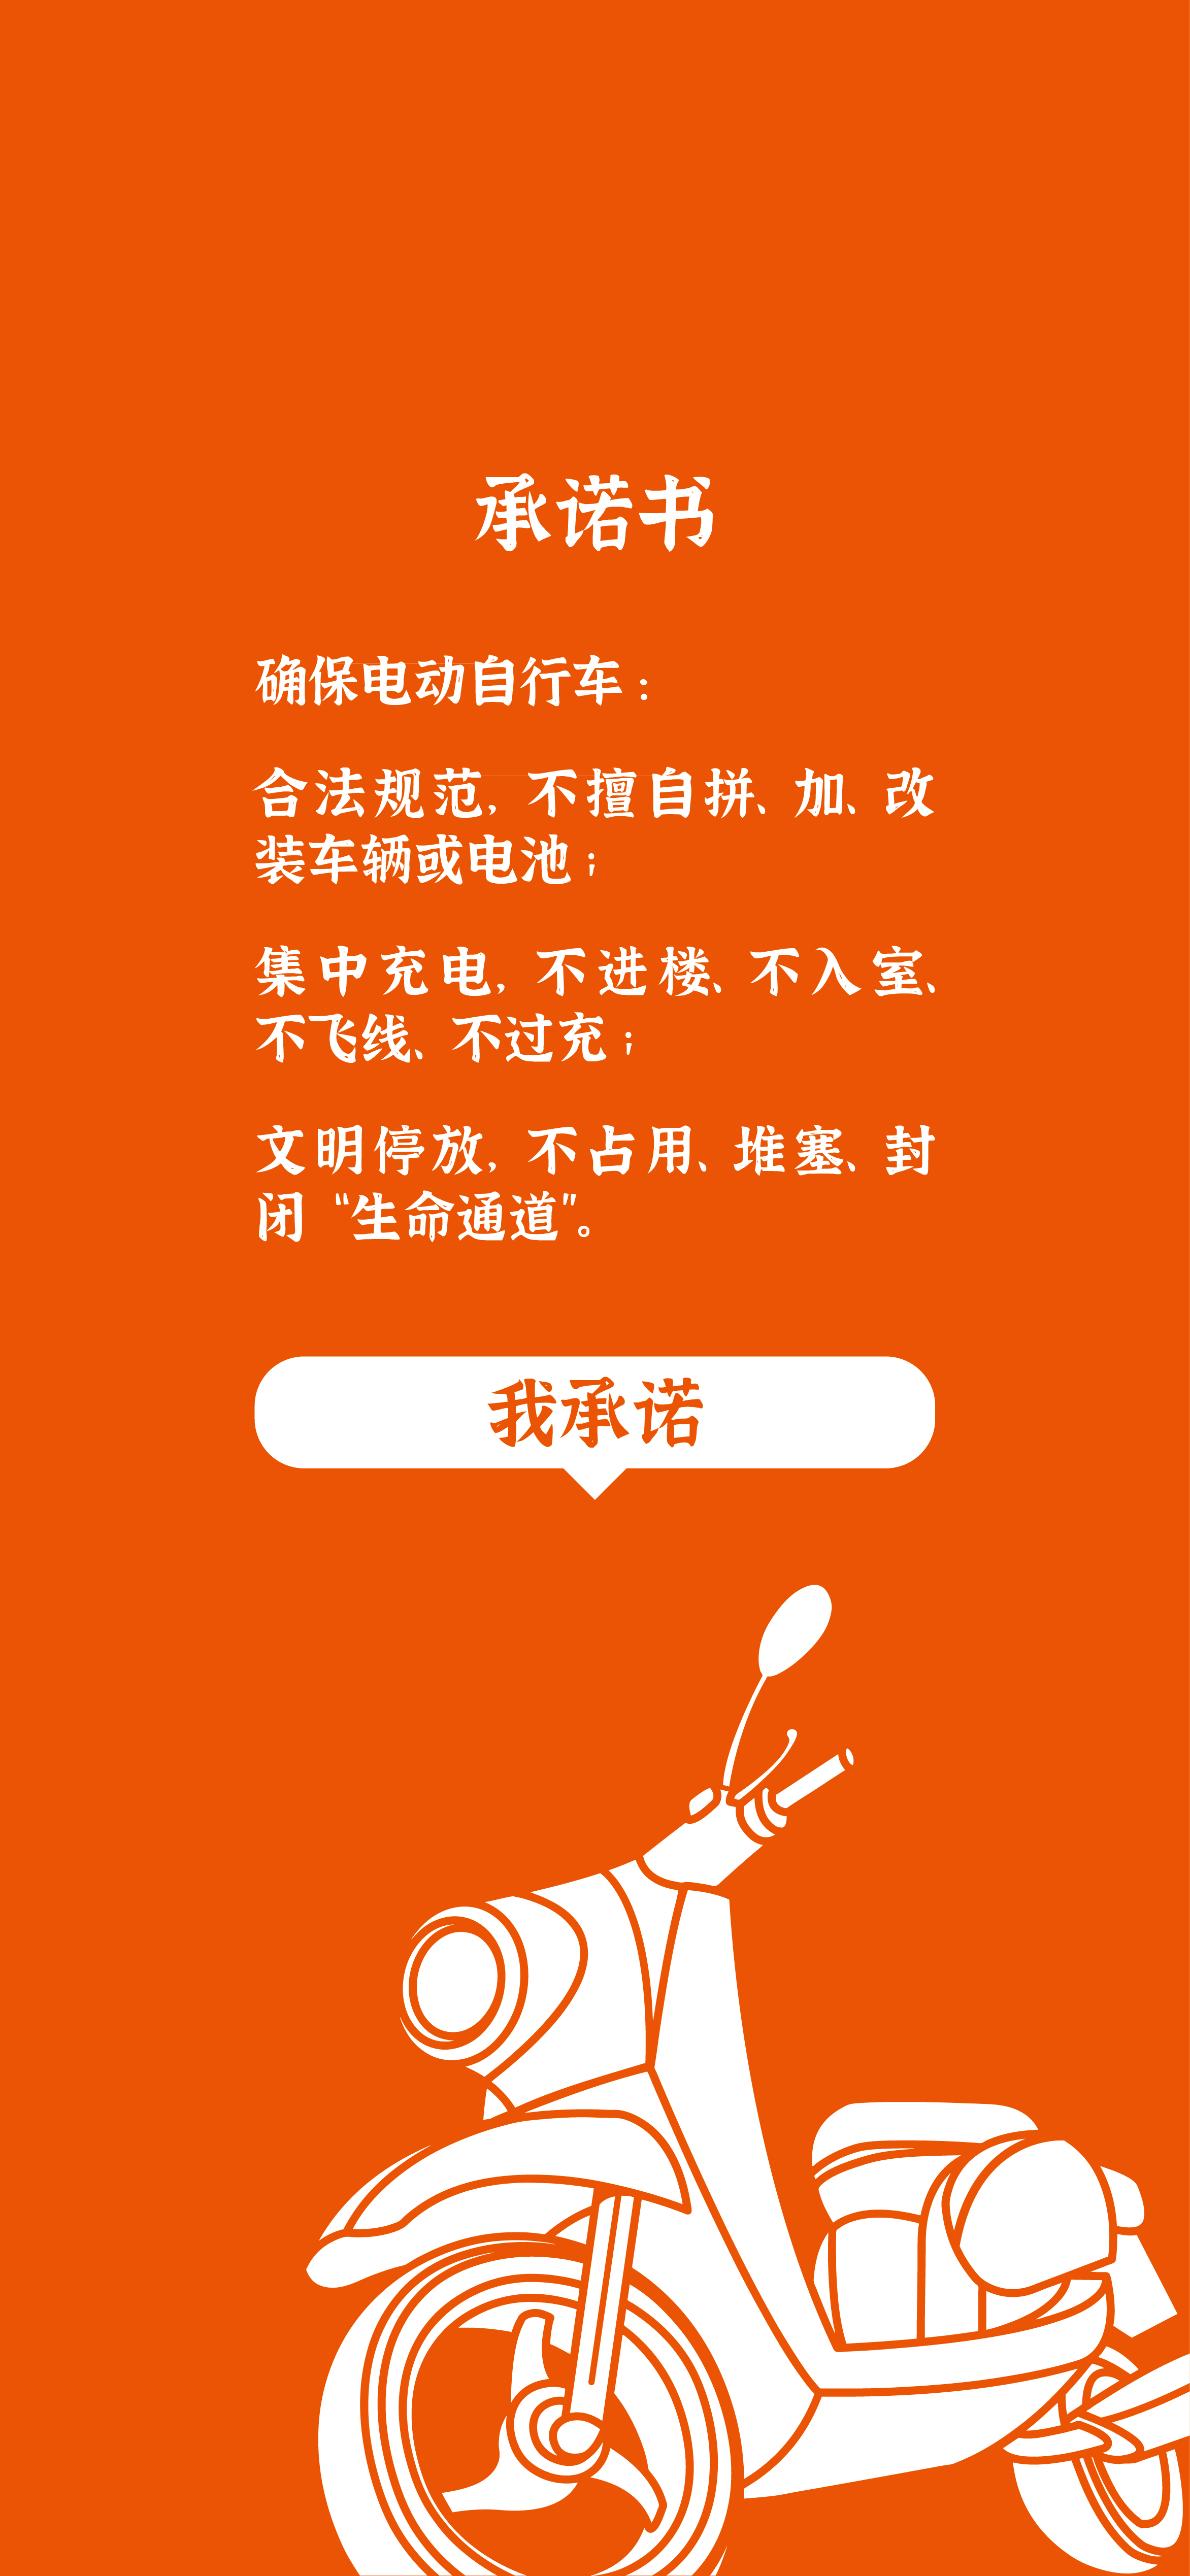 承诺书
确保电动自行车：
合法规范，不擅自拼、加、改
装车辆或电池；
集中充电，不进楼、不入室、
不飞线、不过充；
文明停放，不占用、堆塞、封
闭“生命通道”。
我承诺